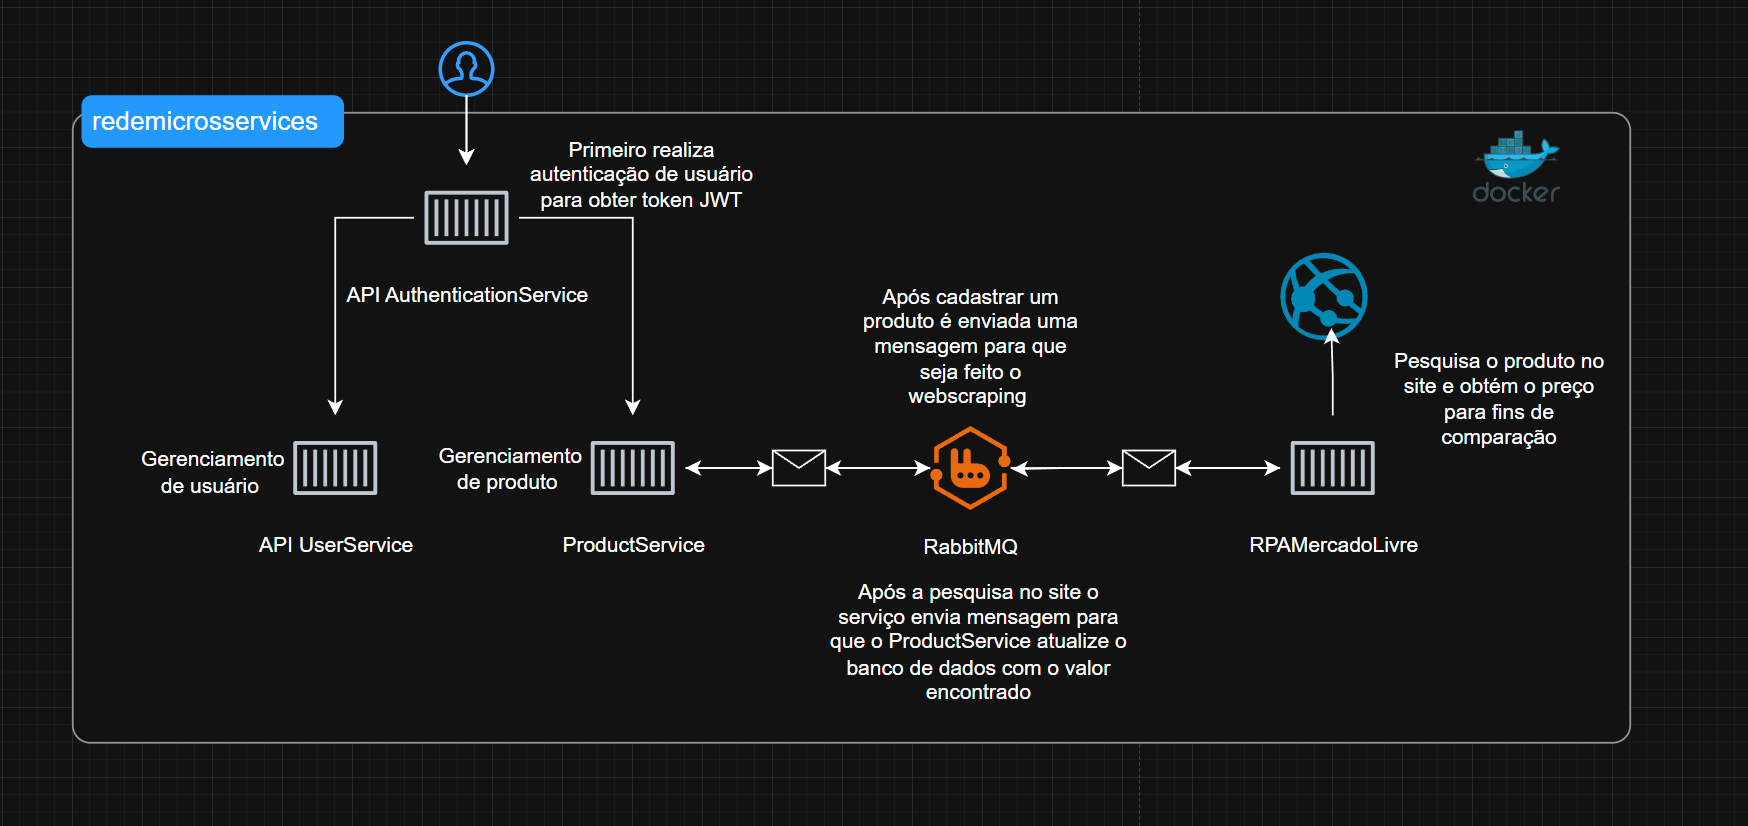 redemicrosservices
Primeiro realiza
autenticação de usuário
para obter token JWT
docker
API AuthenticationService
Após cadastrar um
produto é enviada uma
mensagem para que
seja feito o
webscraping
Pesquisa o produto no
site e obtém o preço
para fins de
comparação
Gerenciamento
de usuário
Gerenciamento
de produto
API UserService
ProductService
RabbitMQ
RPAMercadoLivre
Após a pesquisa no site o
serviço envia mensagem para
que o ProductService atualize o
banco de dados com o valor
encontrado